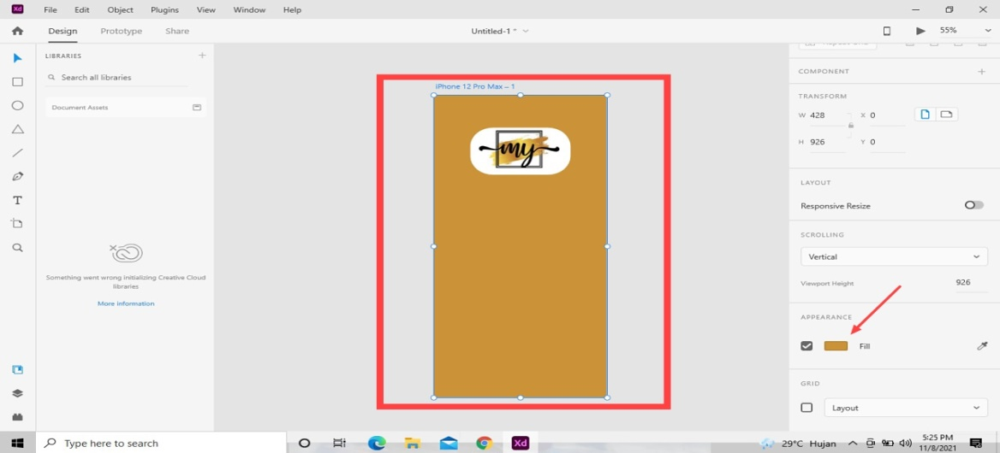 Xd File Edit Object Plugins View Window Help
Design Prototype Share Untitled-1 * 55%
LIBRARIES
Search all libraries
Document Assets
Something went wrong initializing Creative Cloud
libraries
More information
iPhone 12 Pro Max – 1
my
Repeat Grid
COMPONENT
TRANSFORM
W 428 X 0
H 926 Y 0
LAYOUT
Responsive Resize
SCROLLING
Vertical
Viewport Height 926
APPEARANCE
Fill
GRID
Layout
Type here to search
Xd
29°C Hujan
5:25 PM
11/8/2021